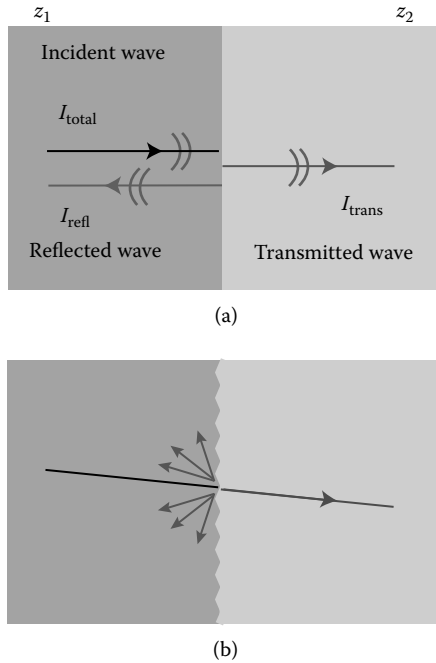 z₁ z₂
Incident wave
I_total
I_refl
I_trans
Reflected wave Transmitted wave
(a)
(b)